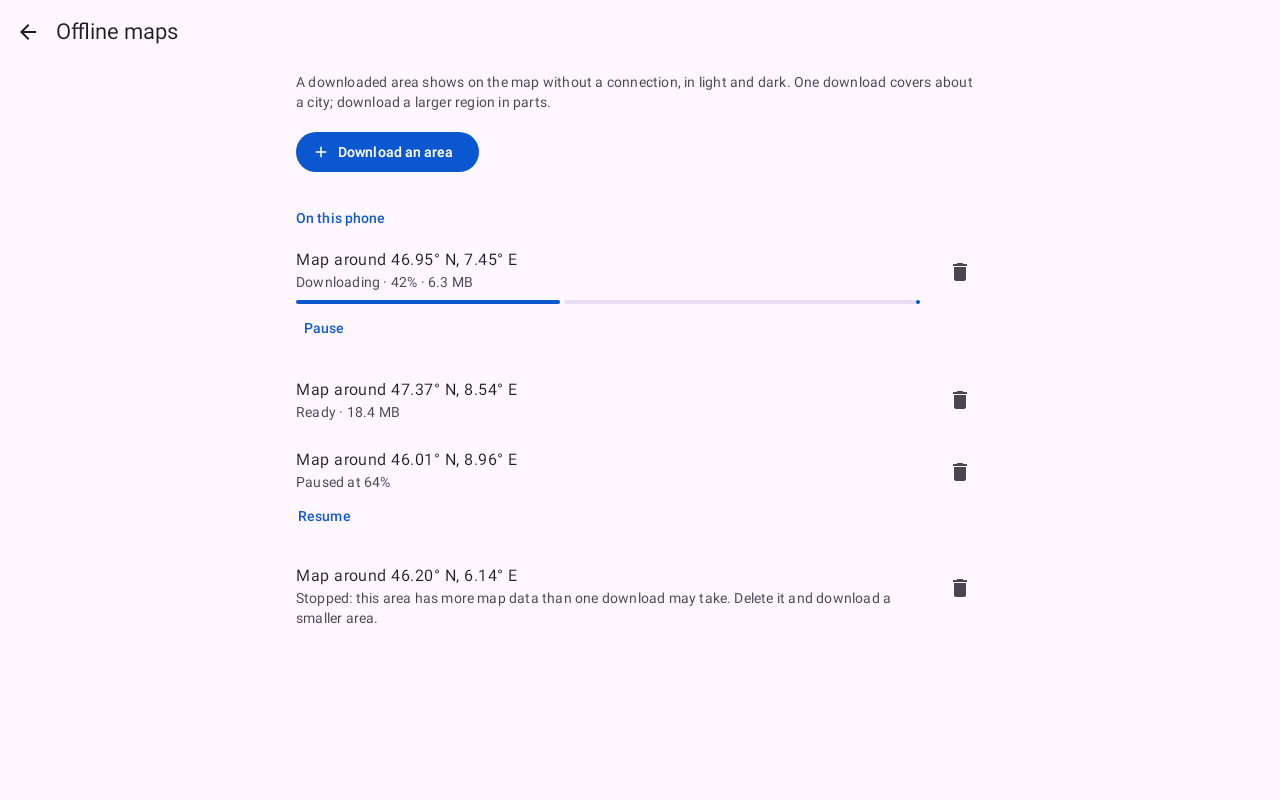 Offline maps
A downloaded area shows on the map without a connection, in light and dark. One download covers about
a city; download a larger region in parts.
Download an area
On this phone
Map around 46.95° N, 7.45° E
Downloading · 42% · 6.3 MB
Pause
Map around 47.37° N, 8.54° E
Ready · 18.4 MB
Map around 46.01° N, 8.96° E
Paused at 64%
Resume
Map around 46.20° N, 6.14° E
Stopped: this area has more map data than one download may take. Delete it and download a
smaller area.